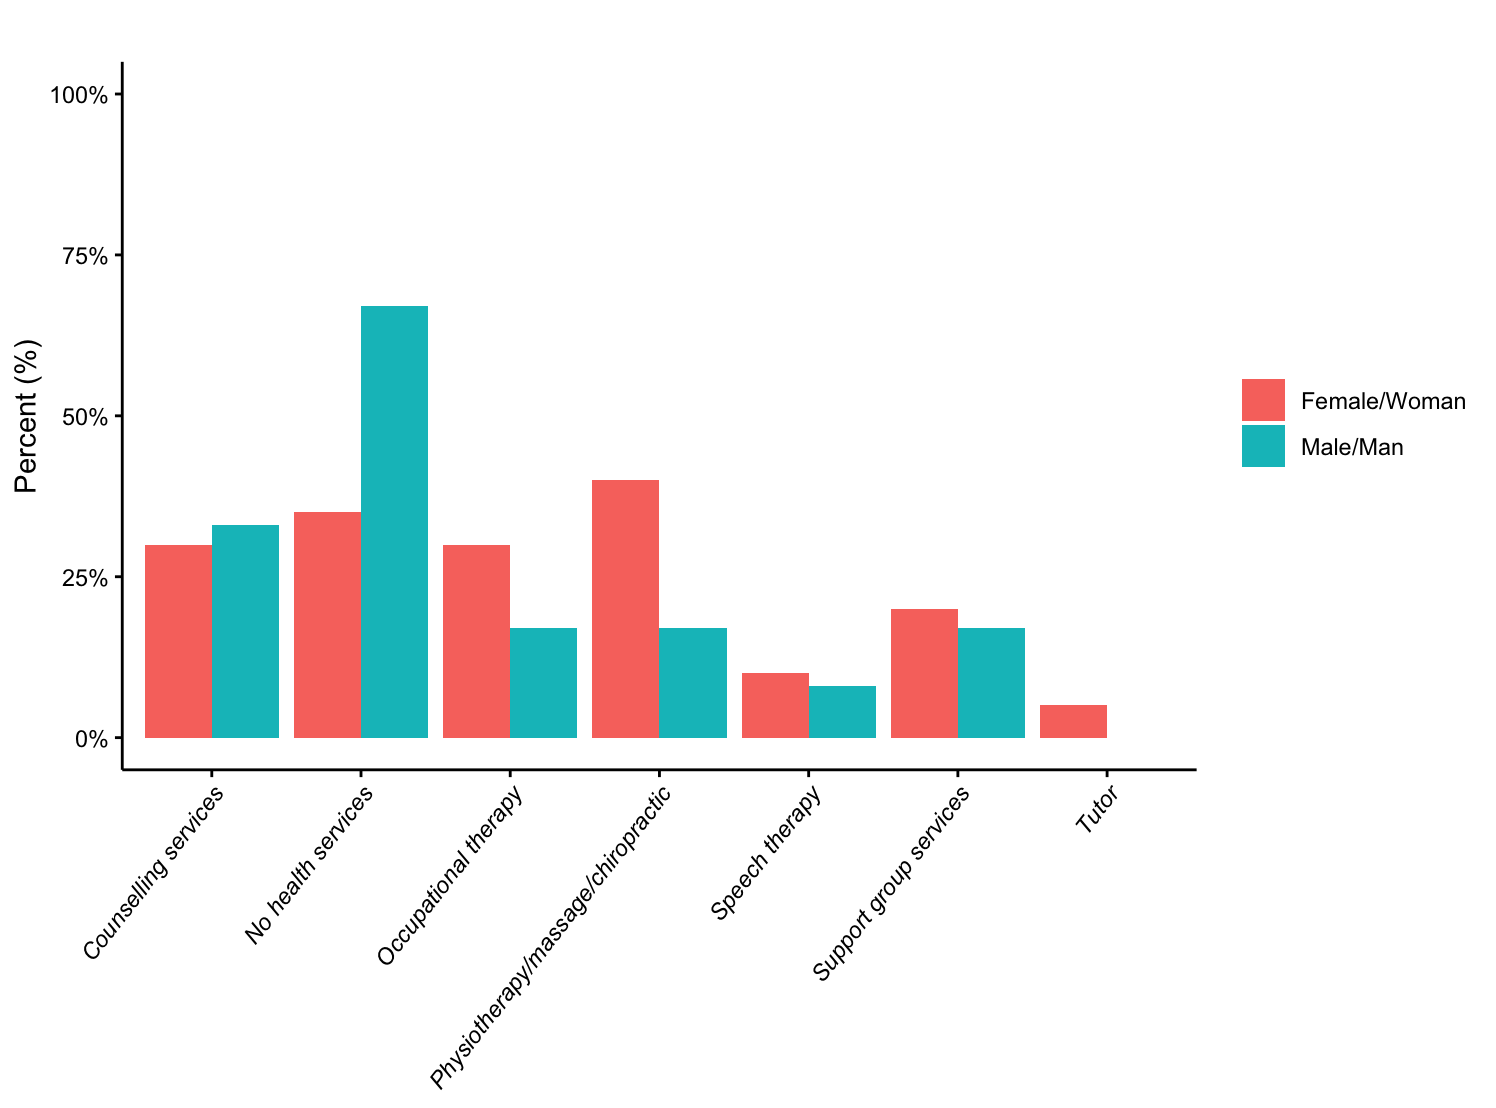 100%
75%
50%
25%
0%
Percent (%)
Counselling services
No health services
Occupational therapy
Physiotherapy/massage/chiropractic
Speech therapy
Support group services
Tutor
Female/Woman
Male/Man